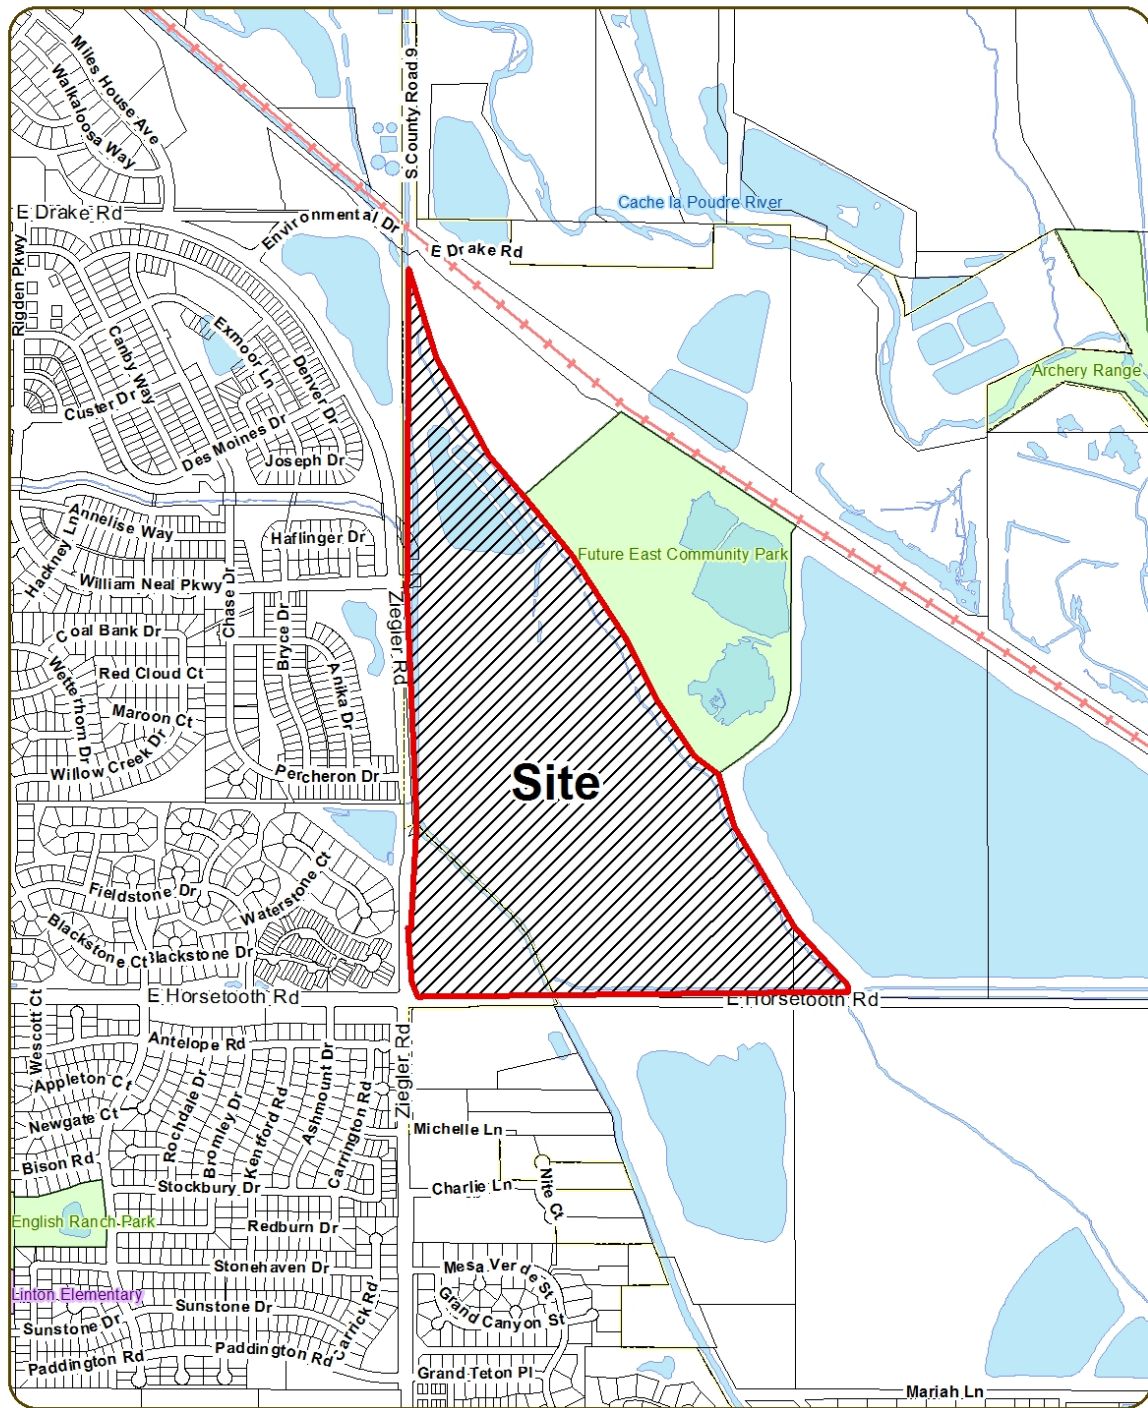 Miles House Ave
Walkaloosa Way
S County Road 9
E Drake Rd
Environmental Dr
E Drake Rd
Cache la Poudre River
Rigden Pkwy
Canby Way
Exmoor Ln
Denver Dr
Custer Dr
Des Moines Dr
Joseph Dr
Archery Range
Annelise Way
Hackney Ln
Haflinger Dr
Future East Community Park
William Neal Pkwy
Chase Dr
Ziegler Rd
Coal Bank Dr
Bryce Dr
Red Cloud Ct
Wetterhorn Dr
Anika Dr
Maroon Ct
Willow Creek Dr
Percheron Dr
Site
Fieldstone Dr
Waterstone Ct
Blackstone Ct
Blackstone Dr
E Horsetooth Rd
E Horsetooth Rd
Wescott Ct
Antelope Rd
Ziegler Rd
Appleton Ct
Rochdale Dr
Bromley Dr
Kentford Rd
Ashmount Dr
Carrington Rd
Newgate Ct
Michelle Ln
Bison Rd
Stockbury Dr
Charlie Ln
Nite Ct
English Ranch Park
Redburn Dr
Stonehaven Dr
Mesa Verde St
Linton Elementary
Sunstone Dr
Grand Canyon St
Sunstone Dr
Carrick Rd
Paddington Rd
Paddington Rd
Grand Teton Pl
Mariah Ln